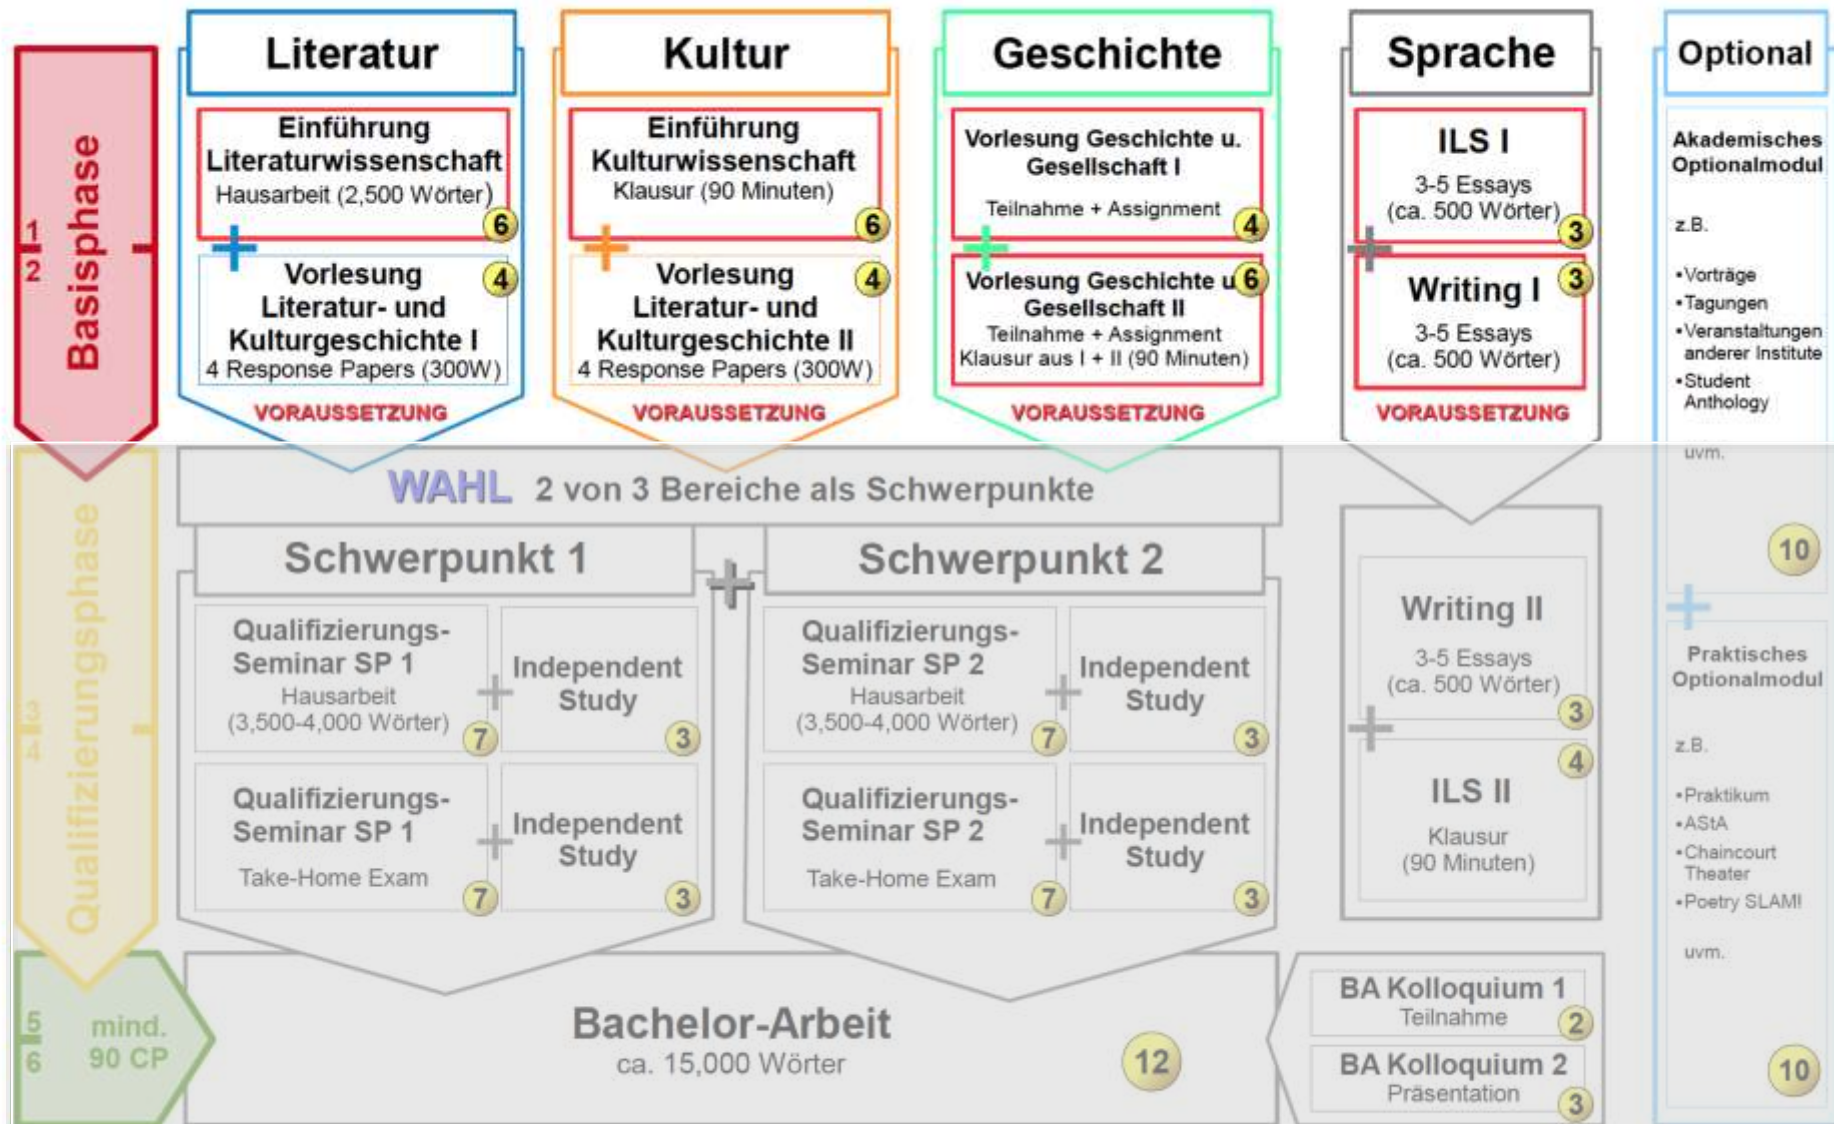 Basisphase
1
2
Literatur
Einführung
Literaturwissenschaft
Hausarbeit (2,500 Wörter)
6
Vorlesung
Literatur- und
Kulturgeschichte I
4 Response Papers (300W)
4
VORAUSSETZUNG
Kultur
Einführung
Kulturwissenschaft
Klausur (90 Minuten)
6
Vorlesung
Literatur- und
Kulturgeschichte II
4 Response Papers (300W)
4
VORAUSSETZUNG
Geschichte
Vorlesung Geschichte u.
Gesellschaft I
Teilnahme + Assignment
4
Vorlesung Geschichte u
Gesellschaft II
Teilnahme + Assignment
Klausur aus I + II (90 Minuten)
6
VORAUSSETZUNG
Sprache
ILS I
3-5 Essays
(ca. 500 Wörter)
3
Writing I
3-5 Essays
(ca. 500 Wörter)
3
VORAUSSETZUNG
Optional
Akademisches
Optionalmodul
z.B.
•Vorträge
•Tagungen
•Veranstaltungen
anderer Institute
•Student
Anthology
uvm.
10
Qualifizierungsphase
3
4
WAHL 2 von 3 Bereiche als Schwerpunkte
Schwerpunkt 1
Qualifizierungs-
Seminar SP 1
Hausarbeit
(3,500-4,000 Wörter)
7
Independent
Study
3
Qualifizierungs-
Seminar SP 1
Take-Home Exam
7
Independent
Study
3
Schwerpunkt 2
Qualifizierungs-
Seminar SP 2
Hausarbeit
(3,500-4,000 Wörter)
7
Independent
Study
3
Qualifizierungs-
Seminar SP 2
Take-Home Exam
7
Independent
Study
3
Writing II
3-5 Essays
(ca. 500 Wörter)
3
ILS II
Klausur
(90 Minuten)
4
Praktisches
Optionalmodul
z.B.
•Praktikum
•AStA
•Chaincourt
Theater
•Poetry SLAM!
uvm.
10
5
6
mind.
90 CP
Bachelor-Arbeit
ca. 15,000 Wörter
12
BA Kolloquium 1
Teilnahme
2
BA Kolloquium 2
Präsentation
3